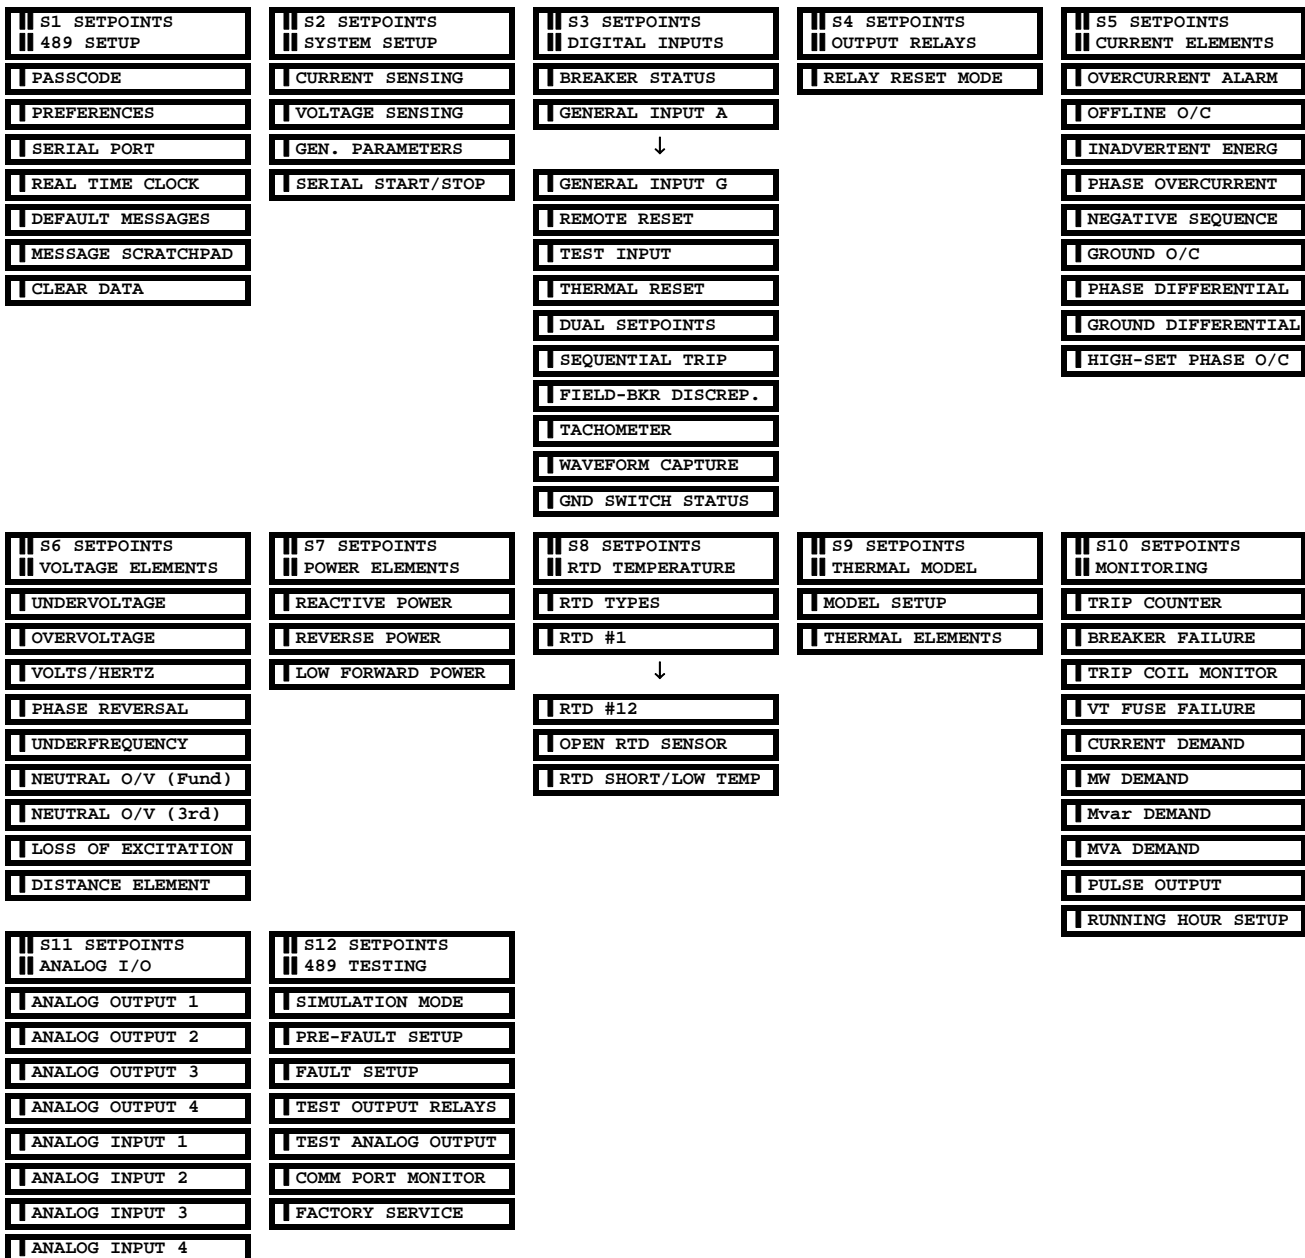 S1 SETPOINTS
489 SETUP
PASSCODE
PREFERENCES
SERIAL PORT
REAL TIME CLOCK
DEFAULT MESSAGES
MESSAGE SCRATCHPAD
CLEAR DATA
S2 SETPOINTS
SYSTEM SETUP
CURRENT SENSING
VOLTAGE SENSING
GEN. PARAMETERS
SERIAL START/STOP
S3 SETPOINTS
DIGITAL INPUTS
BREAKER STATUS
GENERAL INPUT A
↓
GENERAL INPUT G
REMOTE RESET
TEST INPUT
THERMAL RESET
DUAL SETPOINTS
SEQUENTIAL TRIP
FIELD-BKR DISCREP.
TACHOMETER
WAVEFORM CAPTURE
GND SWITCH STATUS
S4 SETPOINTS
OUTPUT RELAYS
RELAY RESET MODE
S5 SETPOINTS
CURRENT ELEMENTS
OVERCURRENT ALARM
OFFLINE O/C
INADVERTENT ENERG
PHASE OVERCURRENT
NEGATIVE SEQUENCE
GROUND O/C
PHASE DIFFERENTIAL
GROUND DIFFERENTIAL
HIGH-SET PHASE O/C
S6 SETPOINTS
VOLTAGE ELEMENTS
UNDERVOLTAGE
OVERVOLTAGE
VOLTS/HERTZ
PHASE REVERSAL
UNDERFREQUENCY
NEUTRAL O/V (Fund)
NEUTRAL O/V (3rd)
LOSS OF EXCITATION
DISTANCE ELEMENT
S7 SETPOINTS
POWER ELEMENTS
REACTIVE POWER
REVERSE POWER
LOW FORWARD POWER
S8 SETPOINTS
RTD TEMPERATURE
RTD TYPES
RTD #1
↓
RTD #12
OPEN RTD SENSOR
RTD SHORT/LOW TEMP
S9 SETPOINTS
THERMAL MODEL
MODEL SETUP
THERMAL ELEMENTS
S10 SETPOINTS
MONITORING
TRIP COUNTER
BREAKER FAILURE
TRIP COIL MONITOR
VT FUSE FAILURE
CURRENT DEMAND
MW DEMAND
Mvar DEMAND
MVA DEMAND
PULSE OUTPUT
RUNNING HOUR SETUP
S11 SETPOINTS
ANALOG I/O
ANALOG OUTPUT 1
ANALOG OUTPUT 2
ANALOG OUTPUT 3
ANALOG OUTPUT 4
ANALOG INPUT 1
ANALOG INPUT 2
ANALOG INPUT 3
ANALOG INPUT 4
S12 SETPOINTS
489 TESTING
SIMULATION MODE
PRE-FAULT SETUP
FAULT SETUP
TEST OUTPUT RELAYS
TEST ANALOG OUTPUT
COMM PORT MONITOR
FACTORY SERVICE